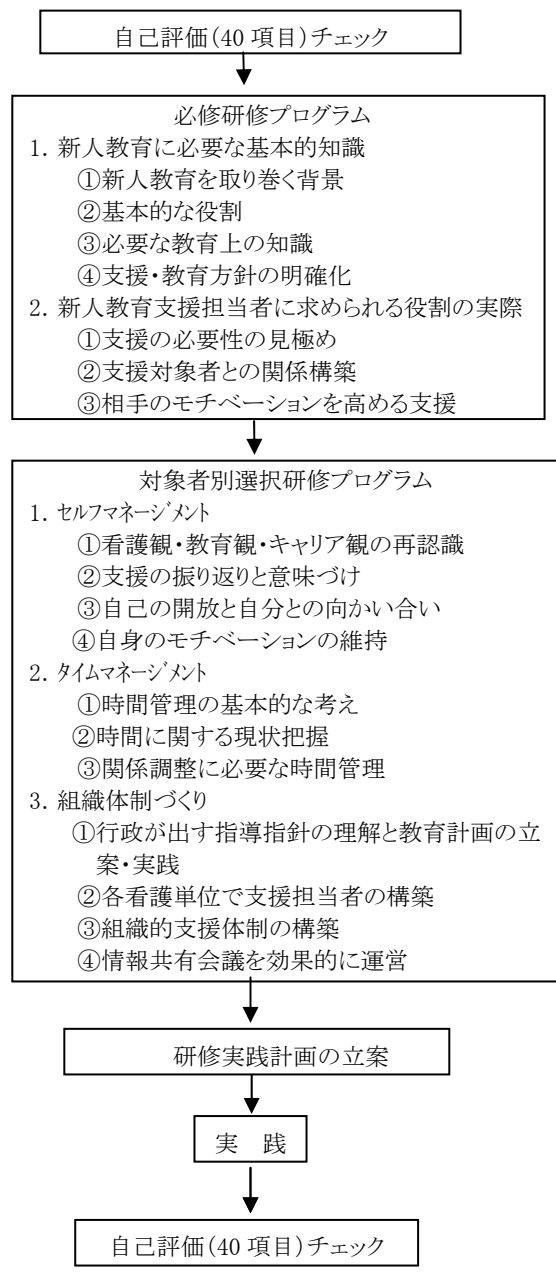 自己評価(40 項目)チェック
必修研修プログラム
1. 新人教育に必要な基本的知識
①新人教育を取り巻く背景
②基本的な役割
③必要な教育上の知識
④支援・教育方針の明確化
2. 新人教育支援担当者に求められる役割の実際
①支援の必要性の見極め
②支援対象者との関係構築
③相手のモチベーションを高める支援
対象者別選択研修プログラム
1. セルフマネージメント
①看護観・教育観・キャリア観の再認識
②支援の振り返りと意味づけ
③自己の開放と自分との向かい合い
④自身のモチベーションの維持
2. タイムマネージメント
①時間管理の基本的な考え
②時間に関する現状把握
③関係調整に必要な時間管理
3. 組織体制づくり
①行政が出す指導指針の理解と教育計画の立
案・実践
②各看護単位で支援担当者の構築
③組織的支援体制の構築
④情報共有会議を効果的に運営
研修実践計画の立案
実 践
自己評価(40 項目)チェック